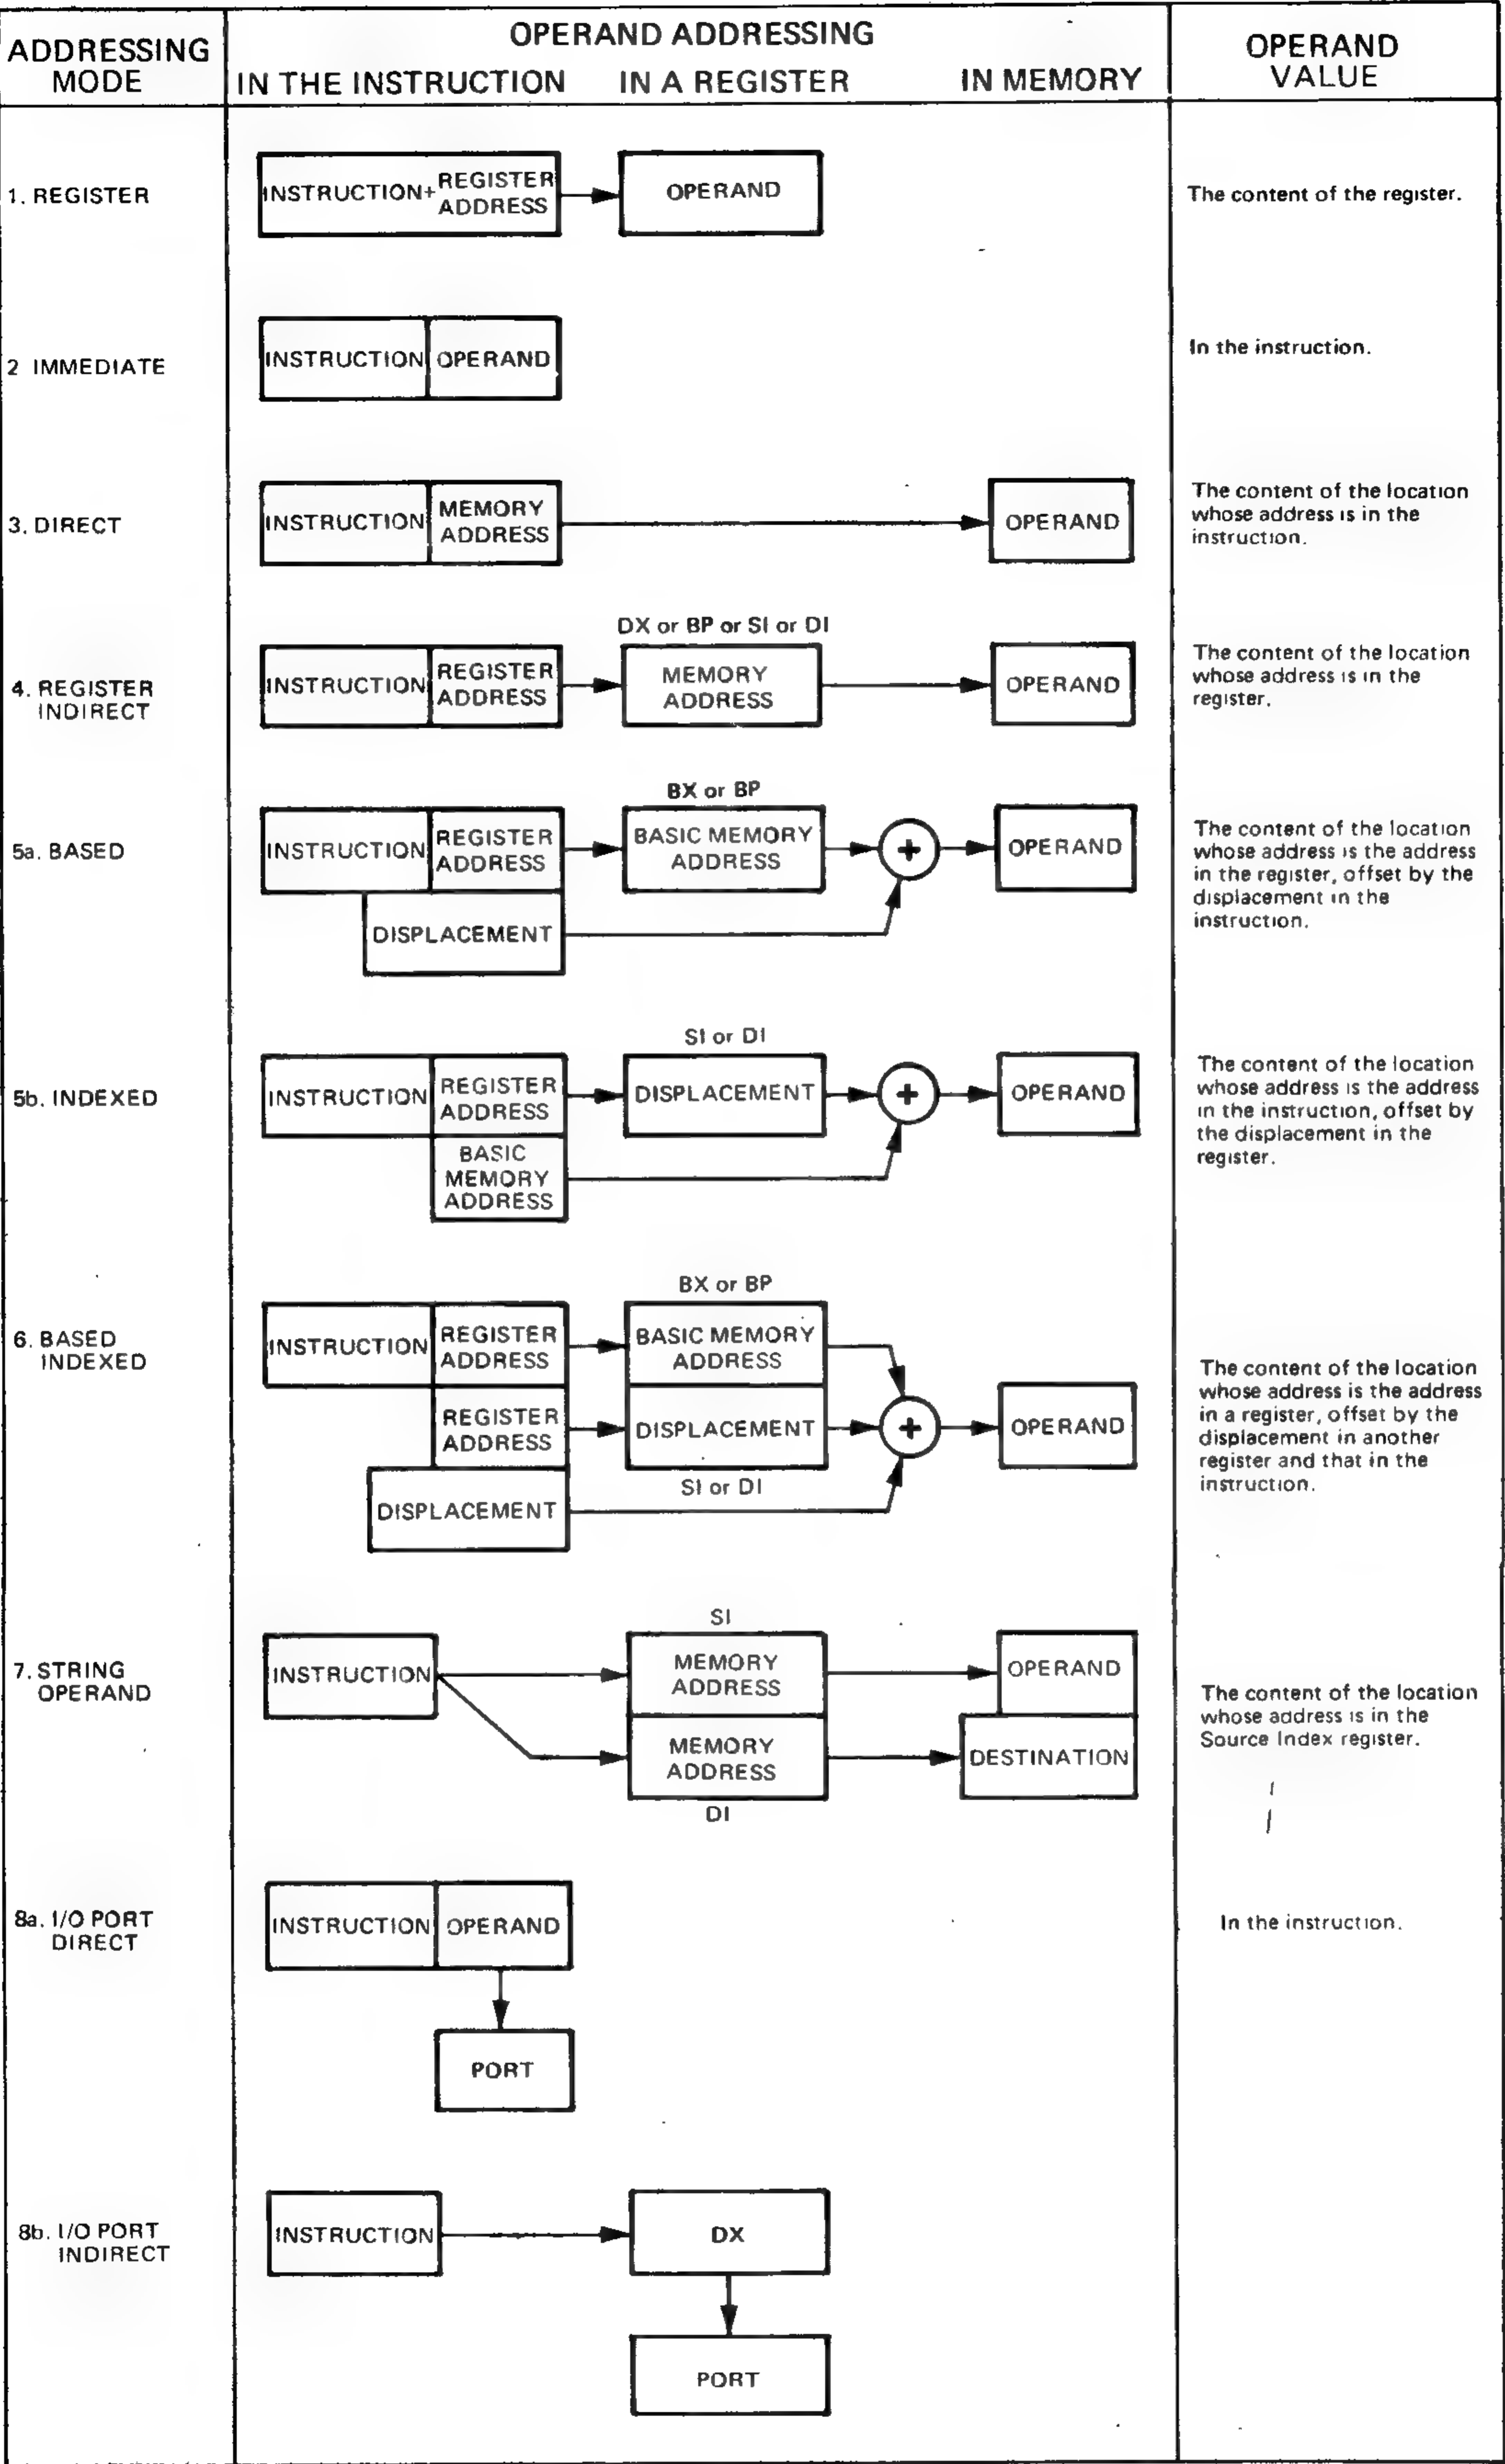 ADDRESSING
MODE
OPERAND ADDRESSING
IN THE INSTRUCTION
IN A REGISTER
IN MEMORY
OPERAND
VALUE
1. REGISTER
INSTRUCTION+
REGISTER
ADDRESS
OPERAND
The content of the register.
2 IMMEDIATE
INSTRUCTION
OPERAND
In the instruction.
3. DIRECT
INSTRUCTION
MEMORY
ADDRESS
OPERAND
The content of the location
whose address is in the
instruction.
4. REGISTER
INDIRECT
INSTRUCTION
REGISTER
ADDRESS
DX or BP or SI or DI
MEMORY
ADDRESS
OPERAND
The content of the location
whose address is in the
register.
5a. BASED
INSTRUCTION
REGISTER
ADDRESS
DISPLACEMENT
BX or BP
BASIC MEMORY
ADDRESS
+
OPERAND
The content of the location
whose address is the address
in the register, offset by the
displacement in the
instruction.
5b. INDEXED
INSTRUCTION
REGISTER
ADDRESS
BASIC
MEMORY
ADDRESS
SI or DI
DISPLACEMENT
+
OPERAND
The content of the location
whose address is the address
in the instruction, offset by
the displacement in the
register.
6. BASED
INDEXED
INSTRUCTION
REGISTER
ADDRESS
REGISTER
ADDRESS
DISPLACEMENT
BX or BP
BASIC MEMORY
ADDRESS
DISPLACEMENT
SI or DI
+
OPERAND
The content of the location
whose address is the address
in a register, offset by the
displacement in another
register and that in the
instruction.
7. STRING
OPERAND
INSTRUCTION
SI
MEMORY
ADDRESS
MEMORY
ADDRESS
DI
OPERAND
DESTINATION
The content of the location
whose address is in the
Source Index register.
8a. I/O PORT
DIRECT
INSTRUCTION
OPERAND
PORT
In the instruction.
8b. I/O PORT
INDIRECT
INSTRUCTION
DX
PORT